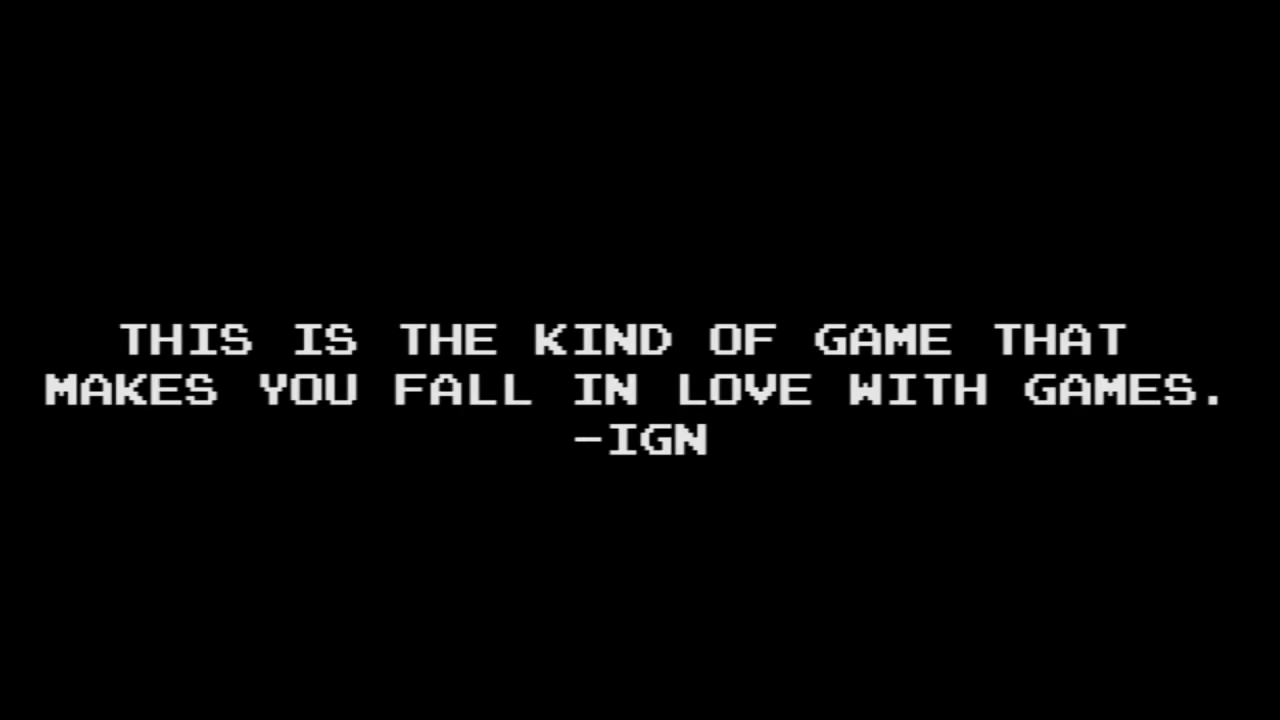 THIS IS THE KIND OF GAME THAT
MAKES YOU FALL IN LOVE WITH GAMES.
-IGN